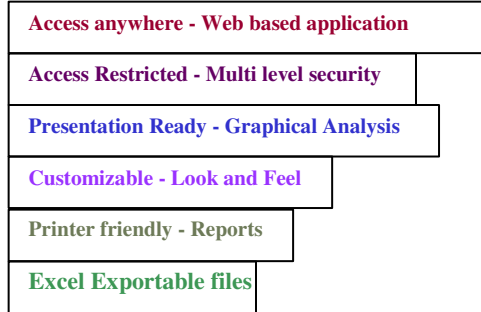 Access anywhere - Web based application
Access Restricted - Multi level security
Presentation Ready - Graphical Analysis
Customizable - Look and Feel
Printer friendly - Reports
Excel Exportable files